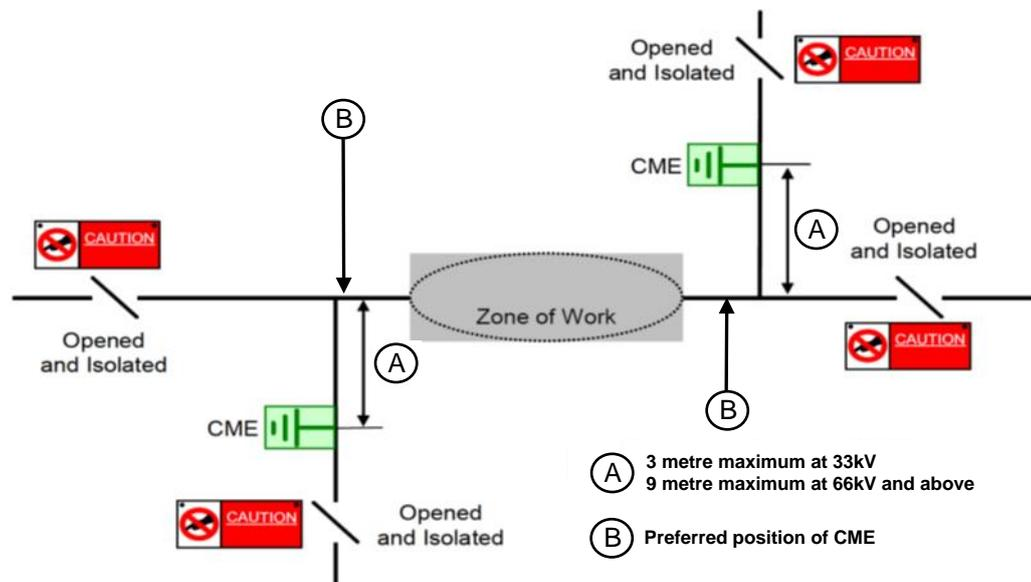 Opened
and Isolated
CAUTION
B
CME
A
CAUTION
Opened
and Isolated
Zone of Work
Opened
and Isolated
CAUTION
A
B
CME
A
3 metre maximum at 33kV
9 metre maximum at 66kV and above
CAUTION
Opened
and Isolated
B
Preferred position of CME